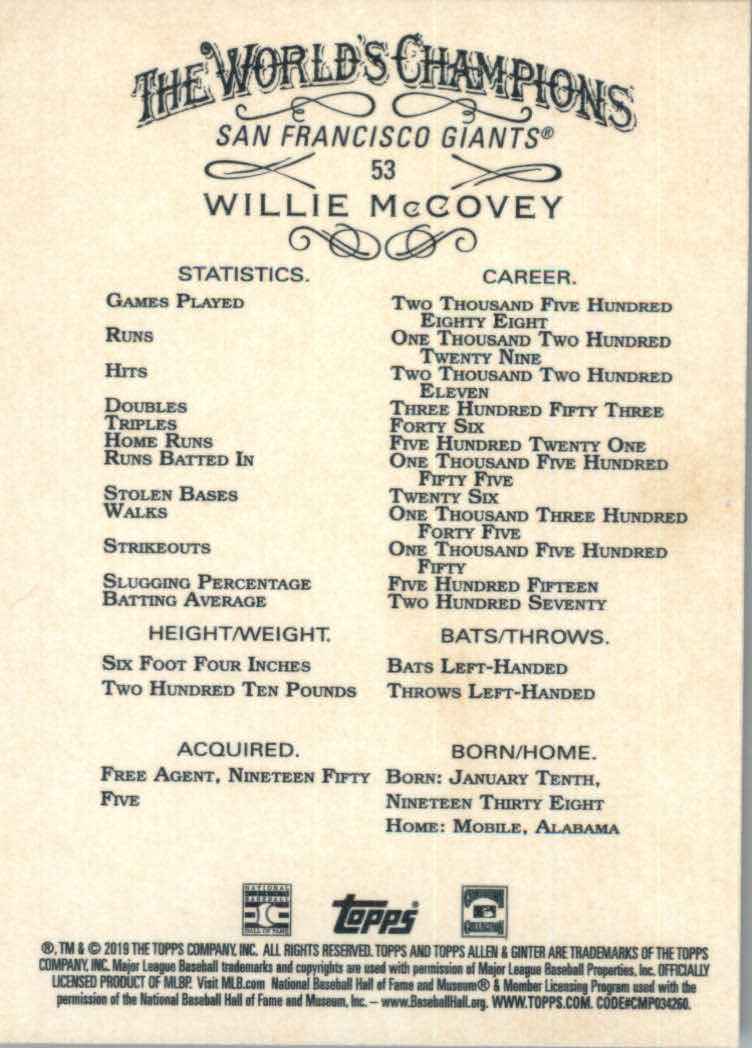 THE WORLD'S CHAMPIONS
SAN FRANCISCO GIANTS®
53
WILLIE McCOVEY
STATISTICS. CAREER.
GAMES PLAYED TWO THOUSAND FIVE HUNDRED
EIGHTY EIGHT
RUNS ONE THOUSAND TWO HUNDRED
TWENTY NINE
HITS TWO THOUSAND TWO HUNDRED
ELEVEN
DOUBLES THREE HUNDRED FIFTY THREE
TRIPLES FORTY SIX
HOME RUNS FIVE HUNDRED TWENTY ONE
RUNS BATTED IN ONE THOUSAND FIVE HUNDRED
FIFTY FIVE
STOLEN BASES TWENTY SIX
WALKS ONE THOUSAND THREE HUNDRED
FORTY FIVE
STRIKEOUTS ONE THOUSAND FIVE HUNDRED
FIFTY
SLUGGING PERCENTAGE FIVE HUNDRED FIFTEEN
BATTING AVERAGE TWO HUNDRED SEVENTY
HEIGHT/WEIGHT. BATS/THROWS.
SIX FOOT FOUR INCHES BATS LEFT-HANDED
TWO HUNDRED TEN POUNDS THROWS LEFT-HANDED
ACQUIRED. BORN/HOME.
FREE AGENT, NINETEEN FIFTY BORN: JANUARY TENTH,
FIVE NINETEEN THIRTY EIGHT
HOME: MOBILE, ALABAMA
NATIONAL
BASEBALL
HALL OF FAME
Topps
COOPERSTOWN
COLLECTION
®, TM & © 2019 THE TOPPS COMPANY, INC. ALL RIGHTS RESERVED. TOPPS AND TOPPS ALLEN & GINTER ARE TRADEMARKS OF THE TOPPS
COMPANY, INC. Major League Baseball trademarks and copyrights are used with permission of Major League Baseball Properties, Inc. OFFICIALLY
LICENSED PRODUCT OF MLBP. Visit MLB.com National Baseball Hall of Fame and Museum® & Member Licensing Program used with the
permission of the National Baseball Hall of Fame and Museum, Inc. – www.BaseballHall.org. WWW.TOPPS.COM. CODE#CMP034260.